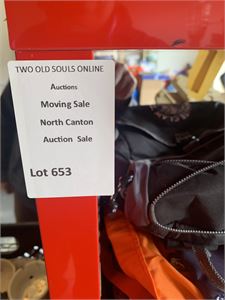 TWO OLD SOULS ONLINE
Auctions
Moving Sale
North Canton
Auction Sale
Lot 653